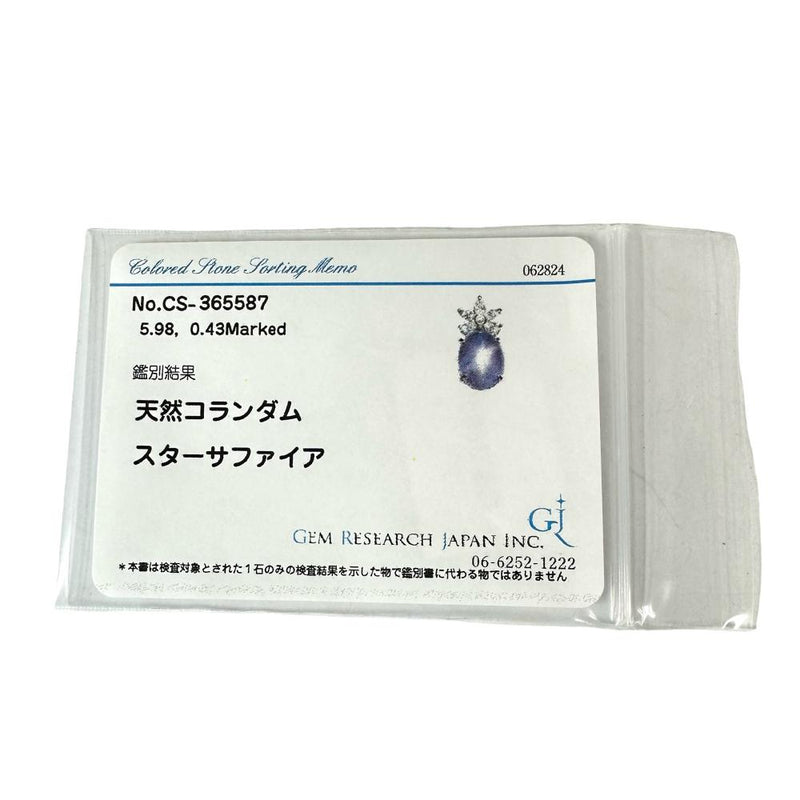 Colored Stone Sorting Memo
062824
No.CS-365587
5.98, 0.43Marked
鑑別結果
天然コランダム
スターサファイア
GJ
GEM RESEARCH JAPAN INC.
06-6252-1222
*本書は検査対象とされた1石のみの検査結果を示した物で鑑別書に代わる物ではありません